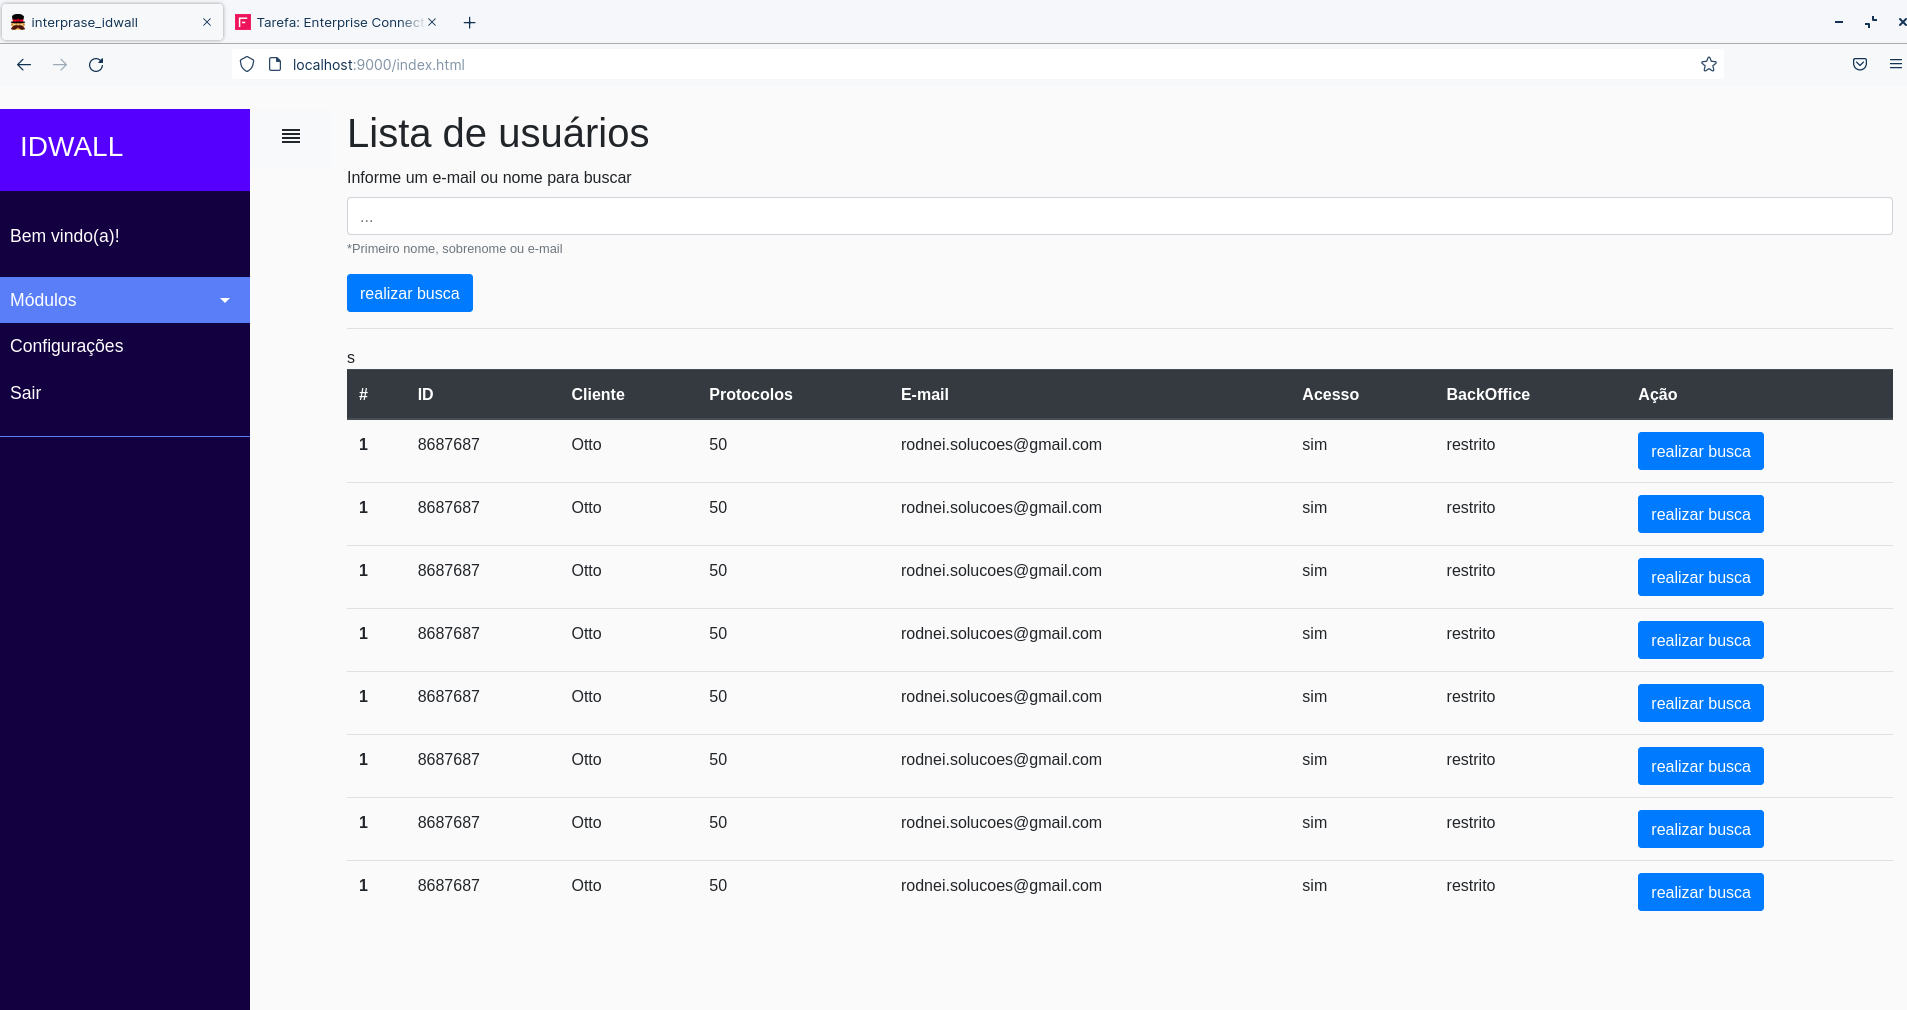 interprase_idwall
Tarefa: Enterprise Connect
localhost:9000/index.html
IDWALL
Bem vindo(a)!
Módulos
Configurações
Sair
Lista de usuários
Informe um e-mail ou nome para buscar
...
*Primeiro nome, sobrenome ou e-mail
realizar busca
s
# ID Cliente Protocolos E-mail Acesso BackOffice Ação
1 8687687 Otto 50 rodnei.solucoes@gmail.com sim restrito realizar busca
1 8687687 Otto 50 rodnei.solucoes@gmail.com sim restrito realizar busca
1 8687687 Otto 50 rodnei.solucoes@gmail.com sim restrito realizar busca
1 8687687 Otto 50 rodnei.solucoes@gmail.com sim restrito realizar busca
1 8687687 Otto 50 rodnei.solucoes@gmail.com sim restrito realizar busca
1 8687687 Otto 50 rodnei.solucoes@gmail.com sim restrito realizar busca
1 8687687 Otto 50 rodnei.solucoes@gmail.com sim restrito realizar busca
1 8687687 Otto 50 rodnei.solucoes@gmail.com sim restrito realizar busca